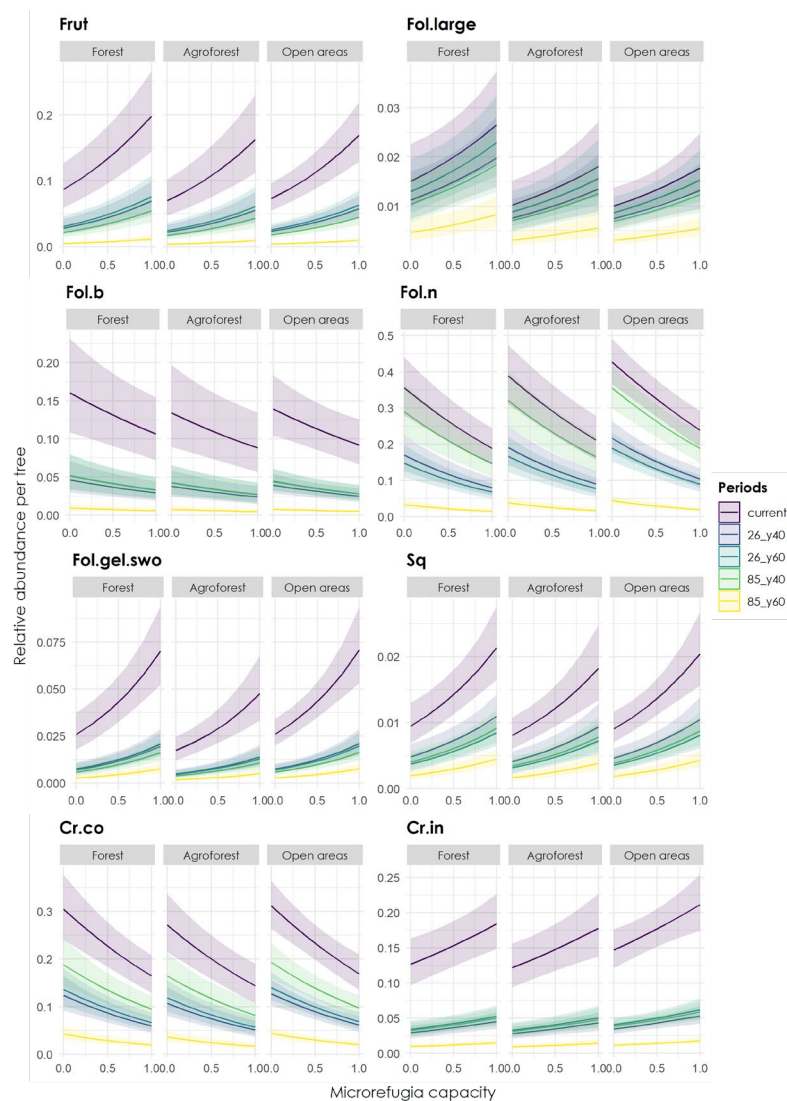 Frut
Fol.large
Forest Agroforest Open areas
Forest Agroforest Open areas
0.2
0.1
0.0
0.03
0.02
0.01
0.0 0.5 1.00.0 0.5 1.00.0 0.5 1.0
0.0 0.5 1.00.0 0.5 1.00.0 0.5 1.0
Fol.b
Fol.n
Forest Agroforest Open areas
Forest Agroforest Open areas
0.20
0.15
0.10
0.05
0.00
0.5
0.4
0.3
0.2
0.1
0.0
0.0 0.5 1.00.0 0.5 1.00.0 0.5 1.0
0.0 0.5 1.00.0 0.5 1.00.0 0.5 1.0
Fol.gel.swo
Sq
Forest Agroforest Open areas
Forest Agroforest Open areas
0.075
0.050
0.025
0.000
0.02
0.01
0.00
0.0 0.5 1.00.0 0.5 1.00.0 0.5 1.0
0.0 0.5 1.00.0 0.5 1.00.0 0.5 1.0
Cr.co
Cr.in
Forest Agroforest Open areas
Forest Agroforest Open areas
0.3
0.2
0.1
0.0
0.25
0.20
0.15
0.10
0.05
0.00
0.0 0.5 1.00.0 0.5 1.00.0 0.5 1.0
0.0 0.5 1.00.0 0.5 1.00.0 0.5 1.0
Relative abundance per tree
Microrefugia capacity
Periods
current
26_y40
26_y60
85_y40
85_y60